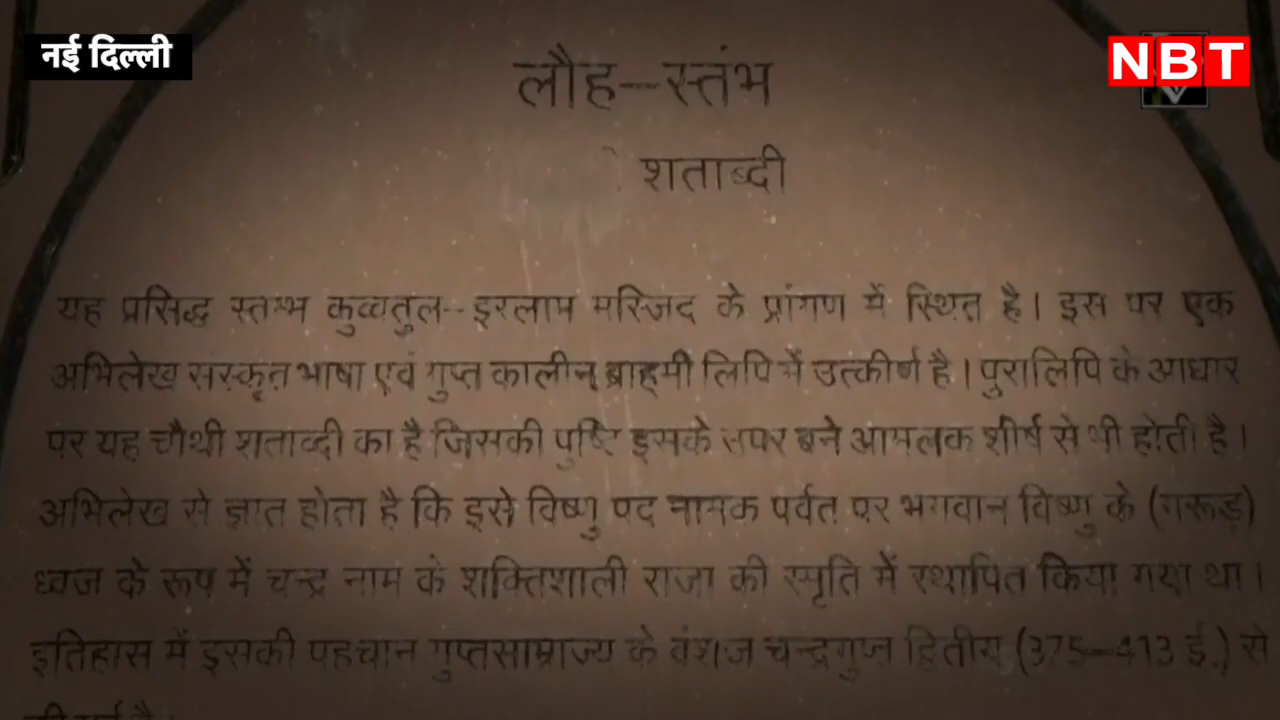 नई दिल्ली
NBT
लौह–स्तंभ
शताब्दी
यह प्रसिद्ध स्तम्भ कुव्वतुल–इस्लाम मस्जिद के प्रांगण में स्थित है। इस पर एक
अभिलेख संस्कृत भाषा एवं गुप्त कालीन ब्राह्मी लिपि में उत्कीर्ण है। पुरालिपि के आधार
पर यह चौथी शताब्दी का है जिसकी पुष्टि इसके उपर बने आमलक शीर्ष से भी होती है।
अभिलेख से ज्ञात होता है कि इसे विष्णु पद नामक पर्वत पर भगवान विष्णु के (गरूड़)
ध्वज के रूप में चन्द्र नाम के शक्तिशाली राजा की स्मृति में स्थापित किया गया था।
इतिहास में इसकी पहचान गुप्तसाम्राज्य के वंशज चन्द्रगुप्त द्वितीय (375–413 ई.) से